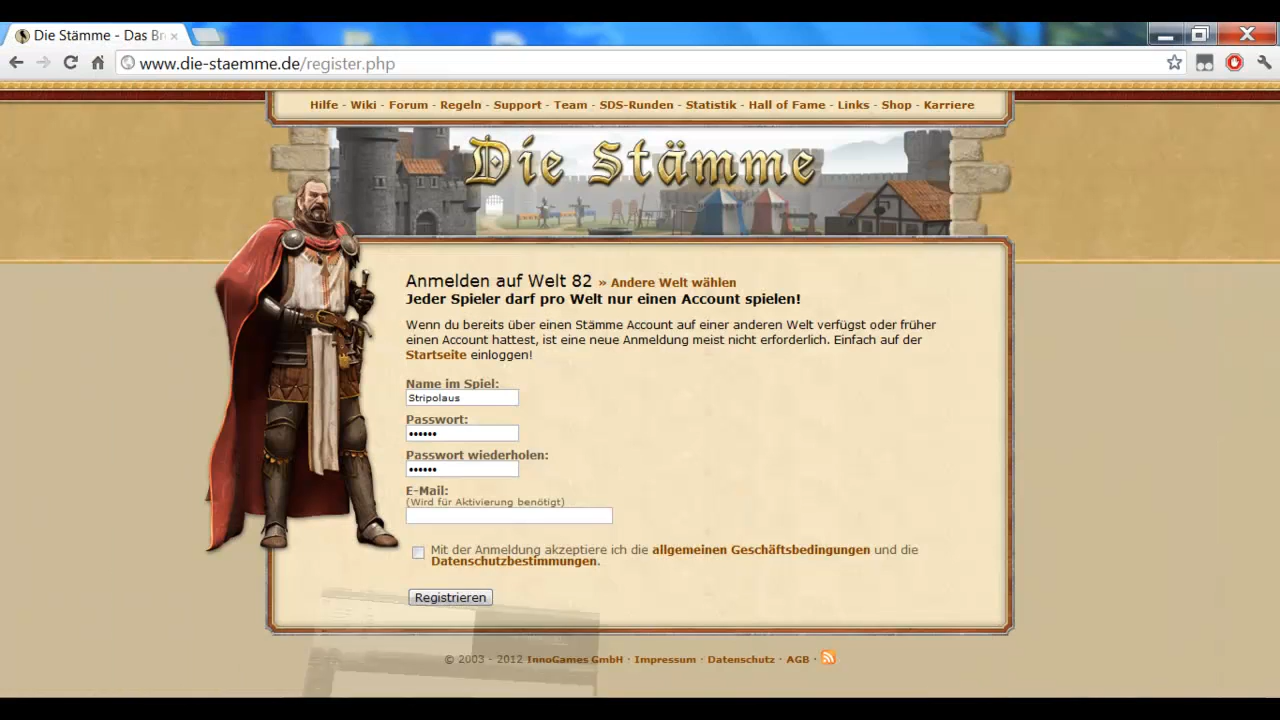 Die Stämme - Das Br
www.die-staemme.de/register.php
Hilfe - Wiki - Forum - Regeln - Support - Team - SDS-Runden - Statistik - Hall of Fame - Links - Shop - Karriere
Die Stämme
Anmelden auf Welt 82 » Andere Welt wählen
Jeder Spieler darf pro Welt nur einen Account spielen!
Wenn du bereits über einen Stämme Account auf einer anderen Welt verfügst oder früher
einen Account hattest, ist eine neue Anmeldung meist nicht erforderlich. Einfach auf der
Startseite einloggen!
Name im Spiel:
Stripolaus
Passwort:
••••••
Passwort wiederholen:
••••••
E-Mail:
(Wird für Aktivierung benötigt)
Mit der Anmeldung akzeptiere ich die allgemeinen Geschäftsbedingungen und die
Datenschutzbestimmungen.
Registrieren
© 2003 - 2012 InnoGames GmbH · Impressum · Datenschutz · AGB ·